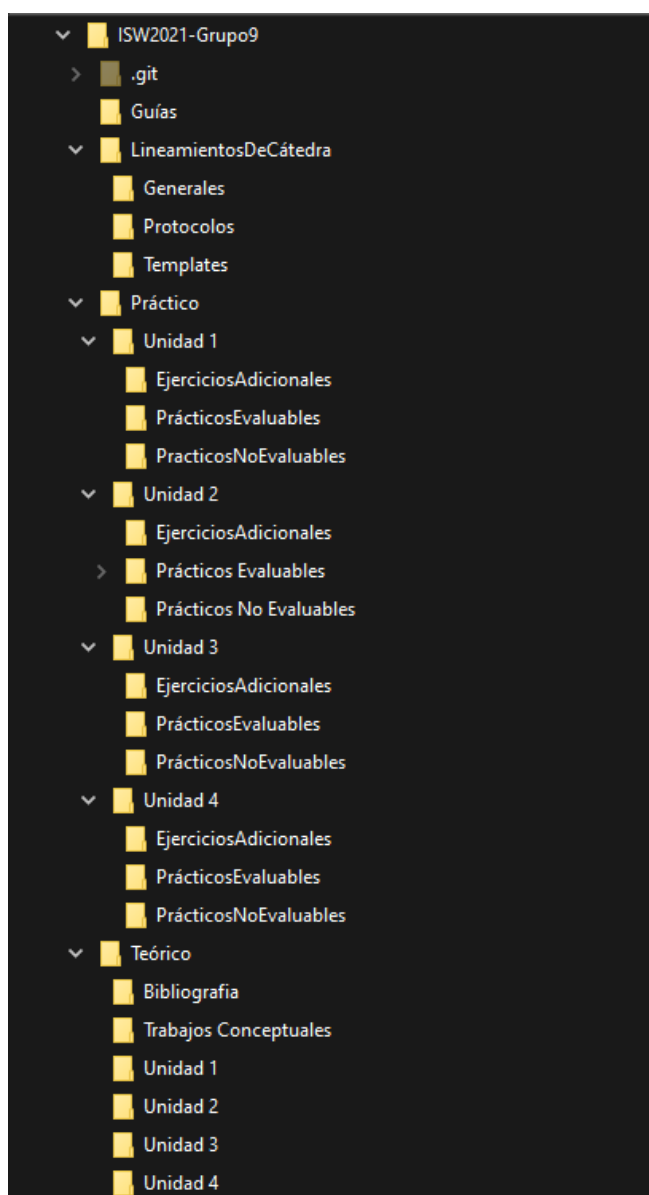 ISW2021-Grupo9
.git
Guías
LineamientosDeCátedra
Generales
Protocolos
Templates
Práctico
Unidad 1
EjerciciosAdicionales
PrácticosEvaluables
PracticosNoEvaluables
Unidad 2
EjerciciosAdicionales
Prácticos Evaluables
Prácticos No Evaluables
Unidad 3
EjerciciosAdicionales
PrácticosEvaluables
PrácticosNoEvaluables
Unidad 4
EjerciciosAdicionales
PrácticosEvaluables
PrácticosNoEvaluables
Teórico
Bibliografia
Trabajos Conceptuales
Unidad 1
Unidad 2
Unidad 3
Unidad 4